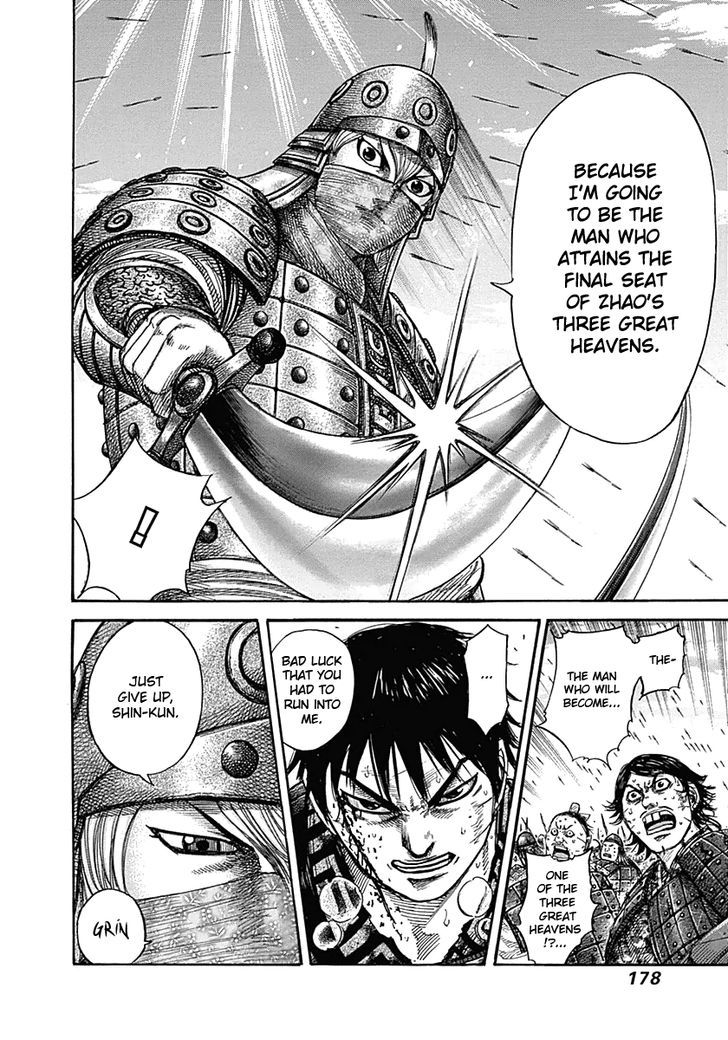 BECAUSE
I'M GOING
TO BE THE
MAN WHO
ATTAINS THE
FINAL SEAT
OF ZHAO'S
THREE GREAT
HEAVENS.
!
THE-
THE MAN
WHO WILL
BECOME...
ONE OF
THE THREE
GREAT
HEAVENS
!?...
...
BAD LUCK
THAT YOU
HAD TO
RUN INTO
ME.
JUST
GIVE UP,
SHIN-KUN.
GRIN
178